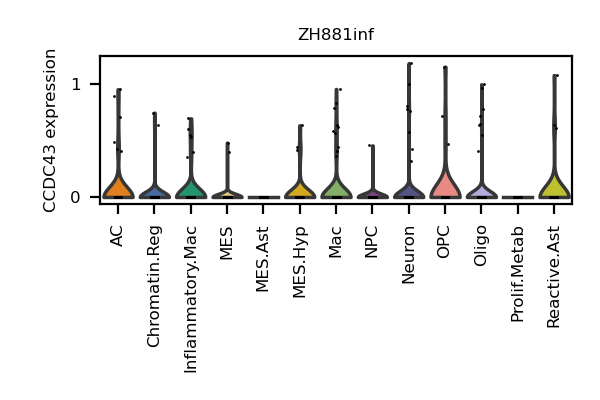 ZH881inf
CCDC43 expression
1
0
AC
Chromatin.Reg
Inflammatory.Mac
MES
MES.Ast
MES.Hyp
Mac
NPC
Neuron
OPC
Oligo
Prolif.Metab
Reactive.Ast